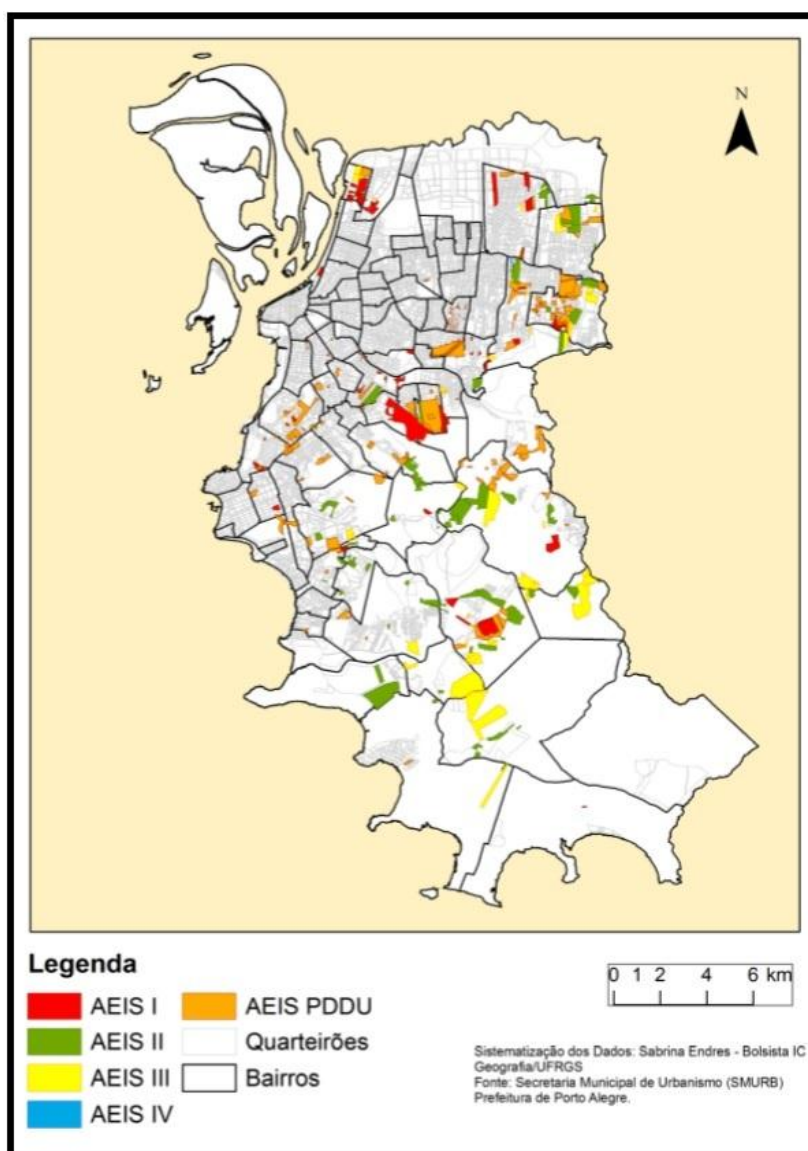 N
Legenda
AEIS I
AEIS PDDU
AEIS II
Quarteirões
AEIS III
Bairros
AEIS IV
0 1 2 4 6 km
Sistematização dos Dados: Sabrina Endres - Bolsista IC
Geografia/UFRGS
Fonte: Secretaria Municipal de Urbanismo (SMURB)
Prefeitura de Porto Alegre.